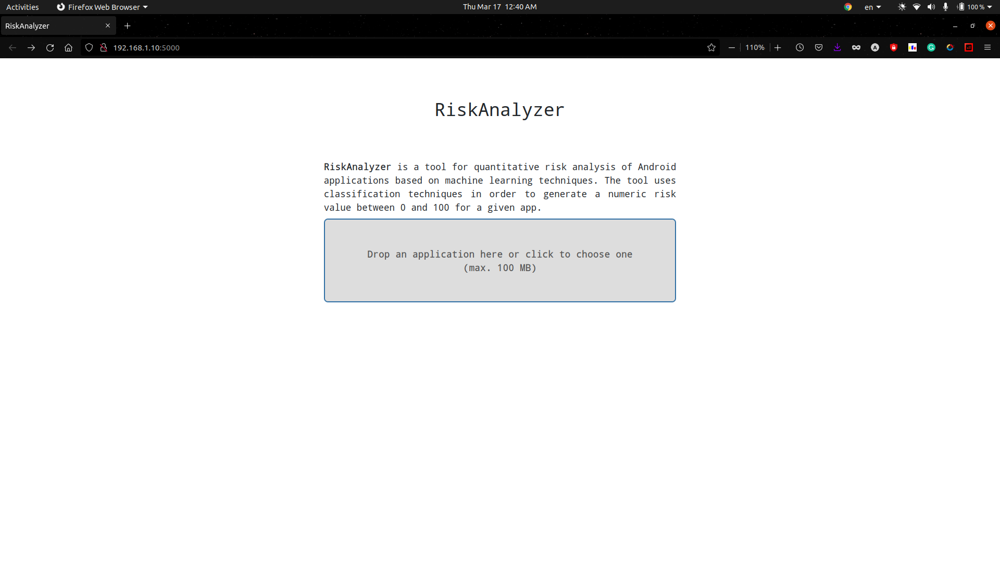 Activities
Firefox Web Browser
Thu Mar 17 12:40 AM
en
100 %
RiskAnalyzer
192.168.1.10:5000
110%
A
RiskAnalyzer
RiskAnalyzer is a tool for quantitative risk analysis of Android
applications based on machine learning techniques. The tool uses
classification techniques in order to generate a numeric risk
value between 0 and 100 for a given app.
Drop an application here or click to choose one
(max. 100 MB)